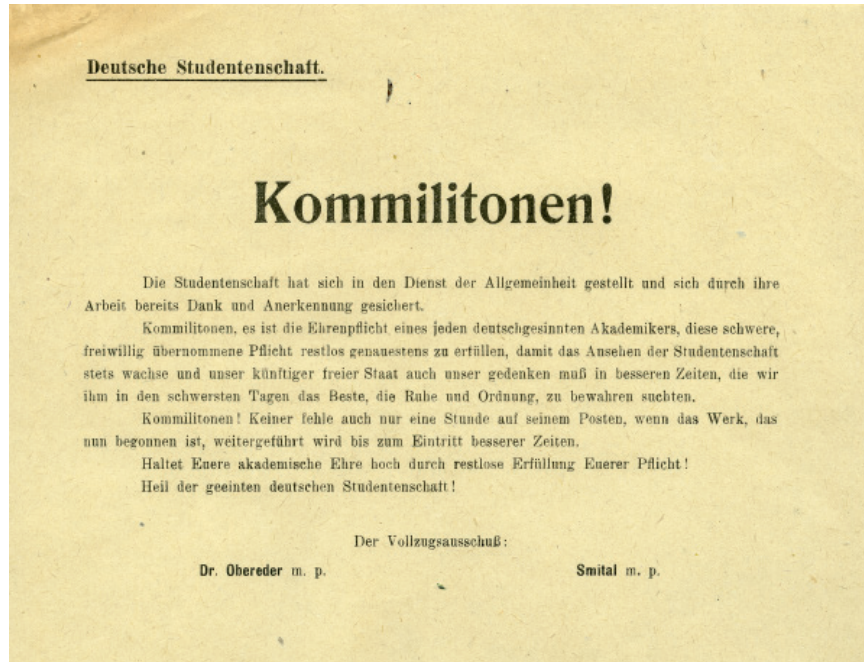 Deutsche Studentenschaft.
Kommilitonen!
Die Studentenschaft hat sich in den Dienst der Allgemeinheit gestellt und sich durch ihre
Arbeit bereits Dank und Anerkennung gesichert.
Kommilitonen, es ist die Ehrenpflicht eines jeden deutschgesinnten Akademikers, diese schwere,
freiwillig übernommene Pflicht restlos genauestens zu erfüllen, damit das Ansehen der Studentenschaft
stets wachse und unser künftiger freier Staat auch unser gedenken muß in besseren Zeiten, die wir
ihm in den schwersten Tagen das Beste, die Ruhe und Ordnung, zu bewahren suchten.
Kommilitonen! Keiner fehle auch nur eine Stunde auf seinem Posten, wenn das Werk, das
nun begonnen ist, weitergeführt wird bis zum Eintritt besserer Zeiten.
Haltet Euere akademische Ehre hoch durch restlose Erfüllung Euerer Pflicht!
Heil der geeinten deutschen Studentenschaft!
Der Vollzugsausschuß:
Dr. Obereder m. p. Smital m. p.